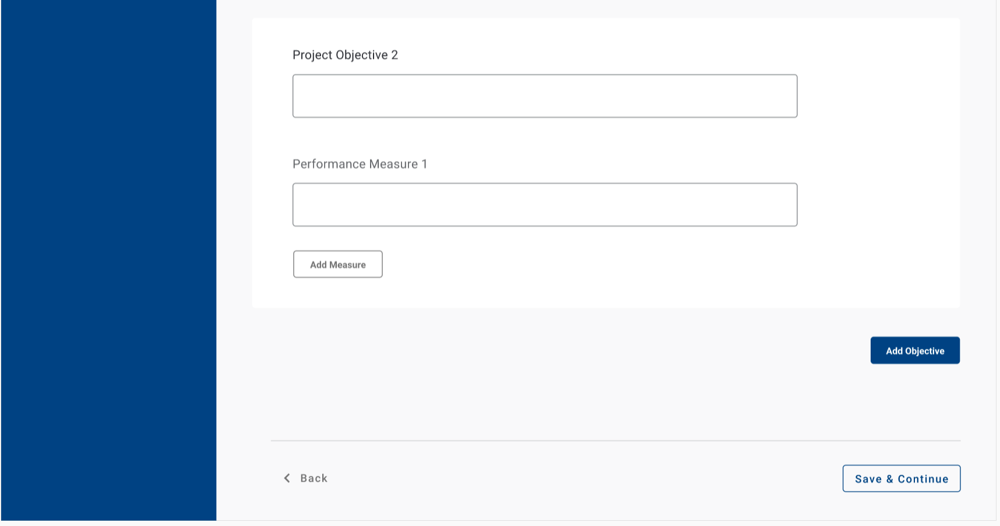 Project Objective 2
Performance Measure 1
Add Measure
Add Objective
Back
Save & Continue